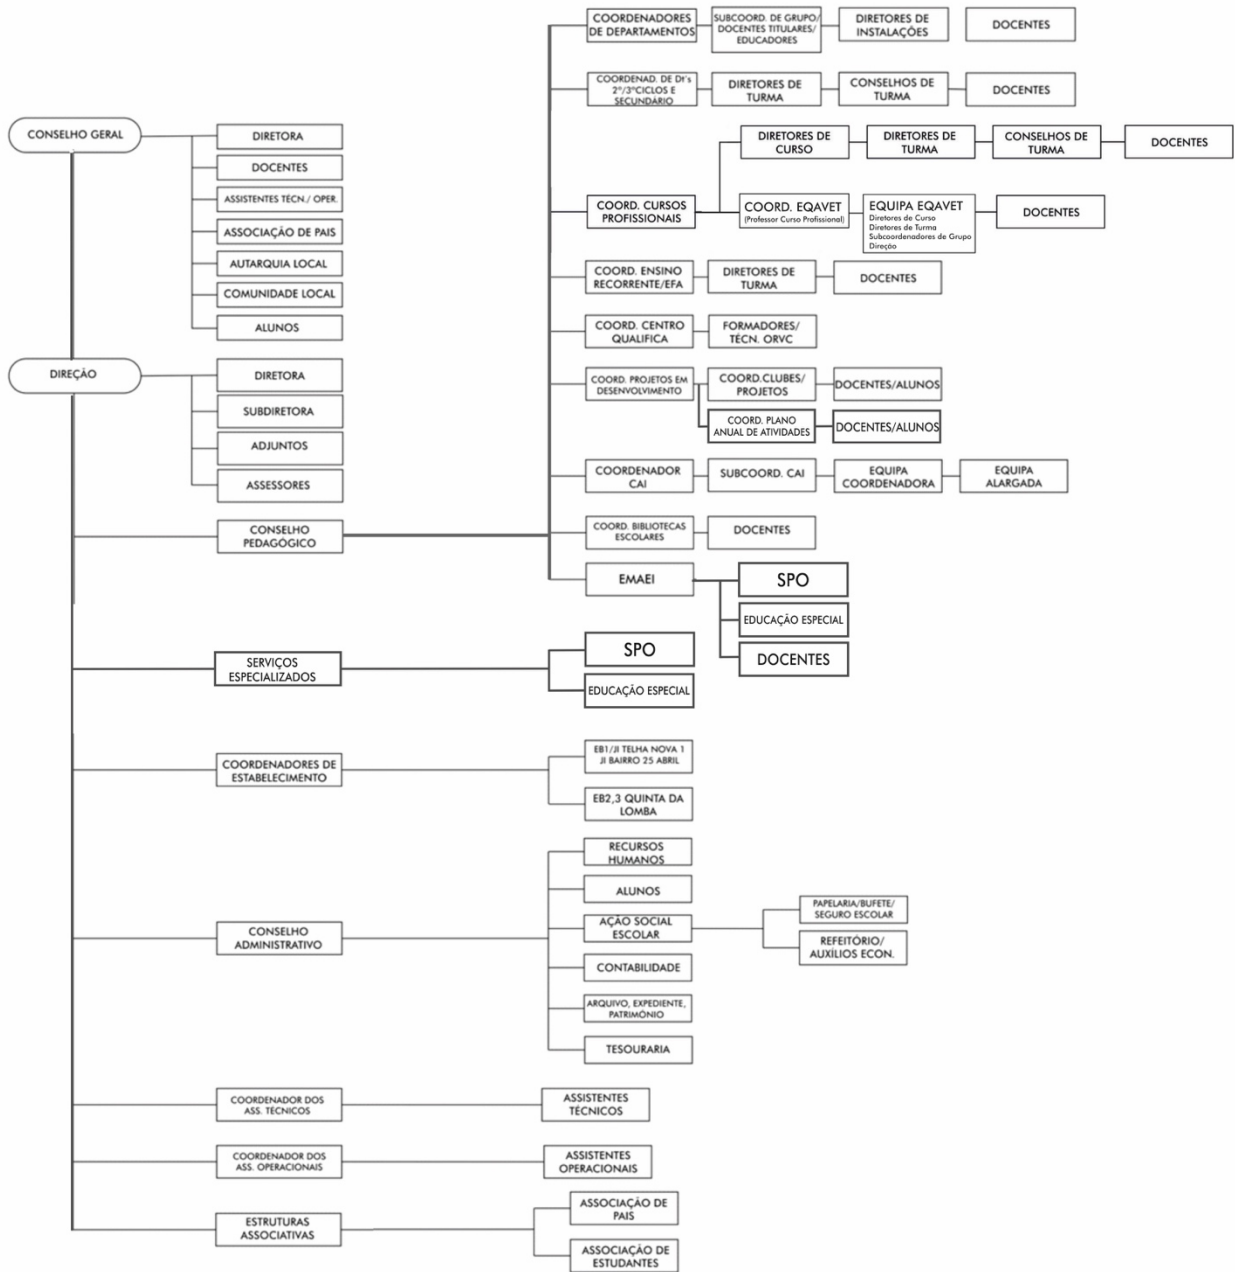 CONSELHO GERAL
DIRETORA
DOCENTES
ASSISTENTES TÉCN./ OPER.
ASSOCIAÇÃO DE PAIS
AUTARQUIA LOCAL
COMUNIDADE LOCAL
ALUNOS
DIREÇÃO
DIRETORA
SUBDIRETORA
ADJUNTOS
ASSESSORES
CONSELHO
PEDAGÓGICO
COORDENADORES
DE DEPARTAMENTOS
SUBCOORD. DE GRUPO/
DOCENTES TITULARES/
EDUCADORES
DIRETORES DE
INSTALAÇÕES
DOCENTES
COORDENAD. DE Dt's
2º/3ºCICLOS E
SECUNDÁRIO
DIRETORES DE
TURMA
CONSELHOS DE
TURMA
DOCENTES
COORD. CURSOS
PROFISSIONAIS
DIRETORES DE
CURSO
DIRETORES DE
TURMA
CONSELHOS DE
TURMA
DOCENTES
COORD. EQAVET
(Professor Curso Profissional)
EQUIPA EQAVET
Diretores de Curso
Diretores de Turma
Subcoordenadores de Grupo
Direção
DOCENTES
COORD. ENSINO
RECORRENTE/EFA
DIRETORES DE
TURMA
DOCENTES
COORD. CENTRO
QUALIFICA
FORMADORES/
TÉCN. ORVC
COORD. PROJETOS EM
DESENVOLVIMENTO
COORD.CLUBES/
PROJETOS
DOCENTES/ALUNOS
COORD. PLANO
ANUAL DE ATIVIDADES
DOCENTES/ALUNOS
COORDENADOR
CAI
SUBCOORD. CAI
EQUIPA
COORDENADORA
EQUIPA
ALARGADA
COORD. BIBLIOTECAS
ESCOLARES
DOCENTES
EMAEI
SPO
EDUCAÇÃO ESPECIAL
DOCENTES
SERVIÇOS
ESPECIALIZADOS
SPO
EDUCAÇÃO ESPECIAL
COORDENADORES DE
ESTABELECIMENTO
EB1/JI TELHA NOVA 1
JI BAIRRO 25 ABRIL
EB2,3 QUINTA DA
LOMBA
CONSELHO
ADMINISTRATIVO
RECURSOS
HUMANOS
ALUNOS
AÇÃO SOCIAL
ESCOLAR
PAPELARIA/BUFETE/
SEGURO ESCOLAR
REFEITÓRIO/
AUXÍLIOS ECON.
CONTABILIDADE
ARQUIVO, EXPEDIENTE,
PATRIMÓNIO
TESOURARIA
COORDENADOR DOS
ASS. TÉCNICOS
ASSISTENTES
TÉCNICOS
COORDENADOR DOS
ASS. OPERACIONAIS
ASSISTENTES
OPERACIONAIS
ESTRUTURAS
ASSOCIATIVAS
ASSOCIAÇÃO DE
PAIS
ASSOCIAÇÃO DE
ESTUDANTES